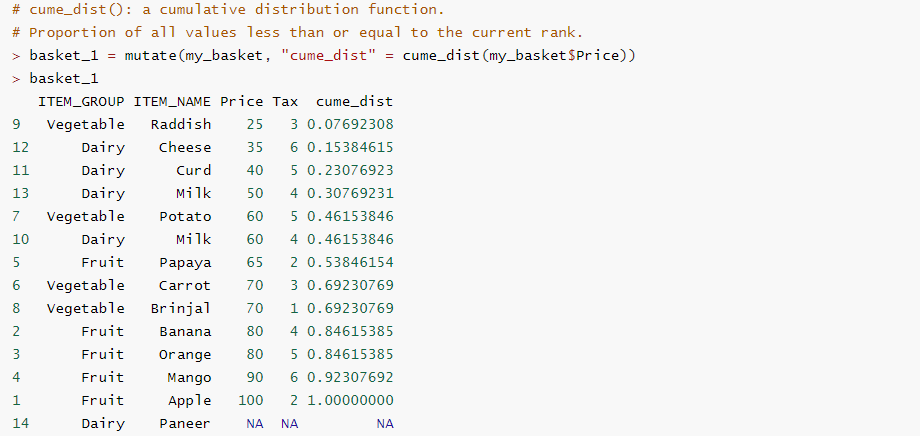 # cume_dist(): a cumulative distribution function.
# Proportion of all values less than or equal to the current rank.
> basket_1 = mutate(my_basket, "cume_dist" = cume_dist(my_basket$Price))
> basket_1
ITEM_GROUP ITEM_NAME Price Tax cume_dist
9 Vegetable Raddish 25 3 0.07692308
12 Dairy Cheese 35 6 0.15384615
11 Dairy Curd 40 5 0.23076923
13 Dairy Milk 50 4 0.30769231
7 Vegetable Potato 60 5 0.46153846
10 Dairy Milk 60 4 0.46153846
5 Fruit Papaya 65 2 0.53846154
6 Vegetable Carrot 70 3 0.69230769
8 Vegetable Brinjal 70 1 0.69230769
2 Fruit Banana 80 4 0.84615385
3 Fruit Orange 80 5 0.84615385
4 Fruit Mango 90 6 0.92307692
1 Fruit Apple 100 2 1.00000000
14 Dairy Paneer NA NA NA